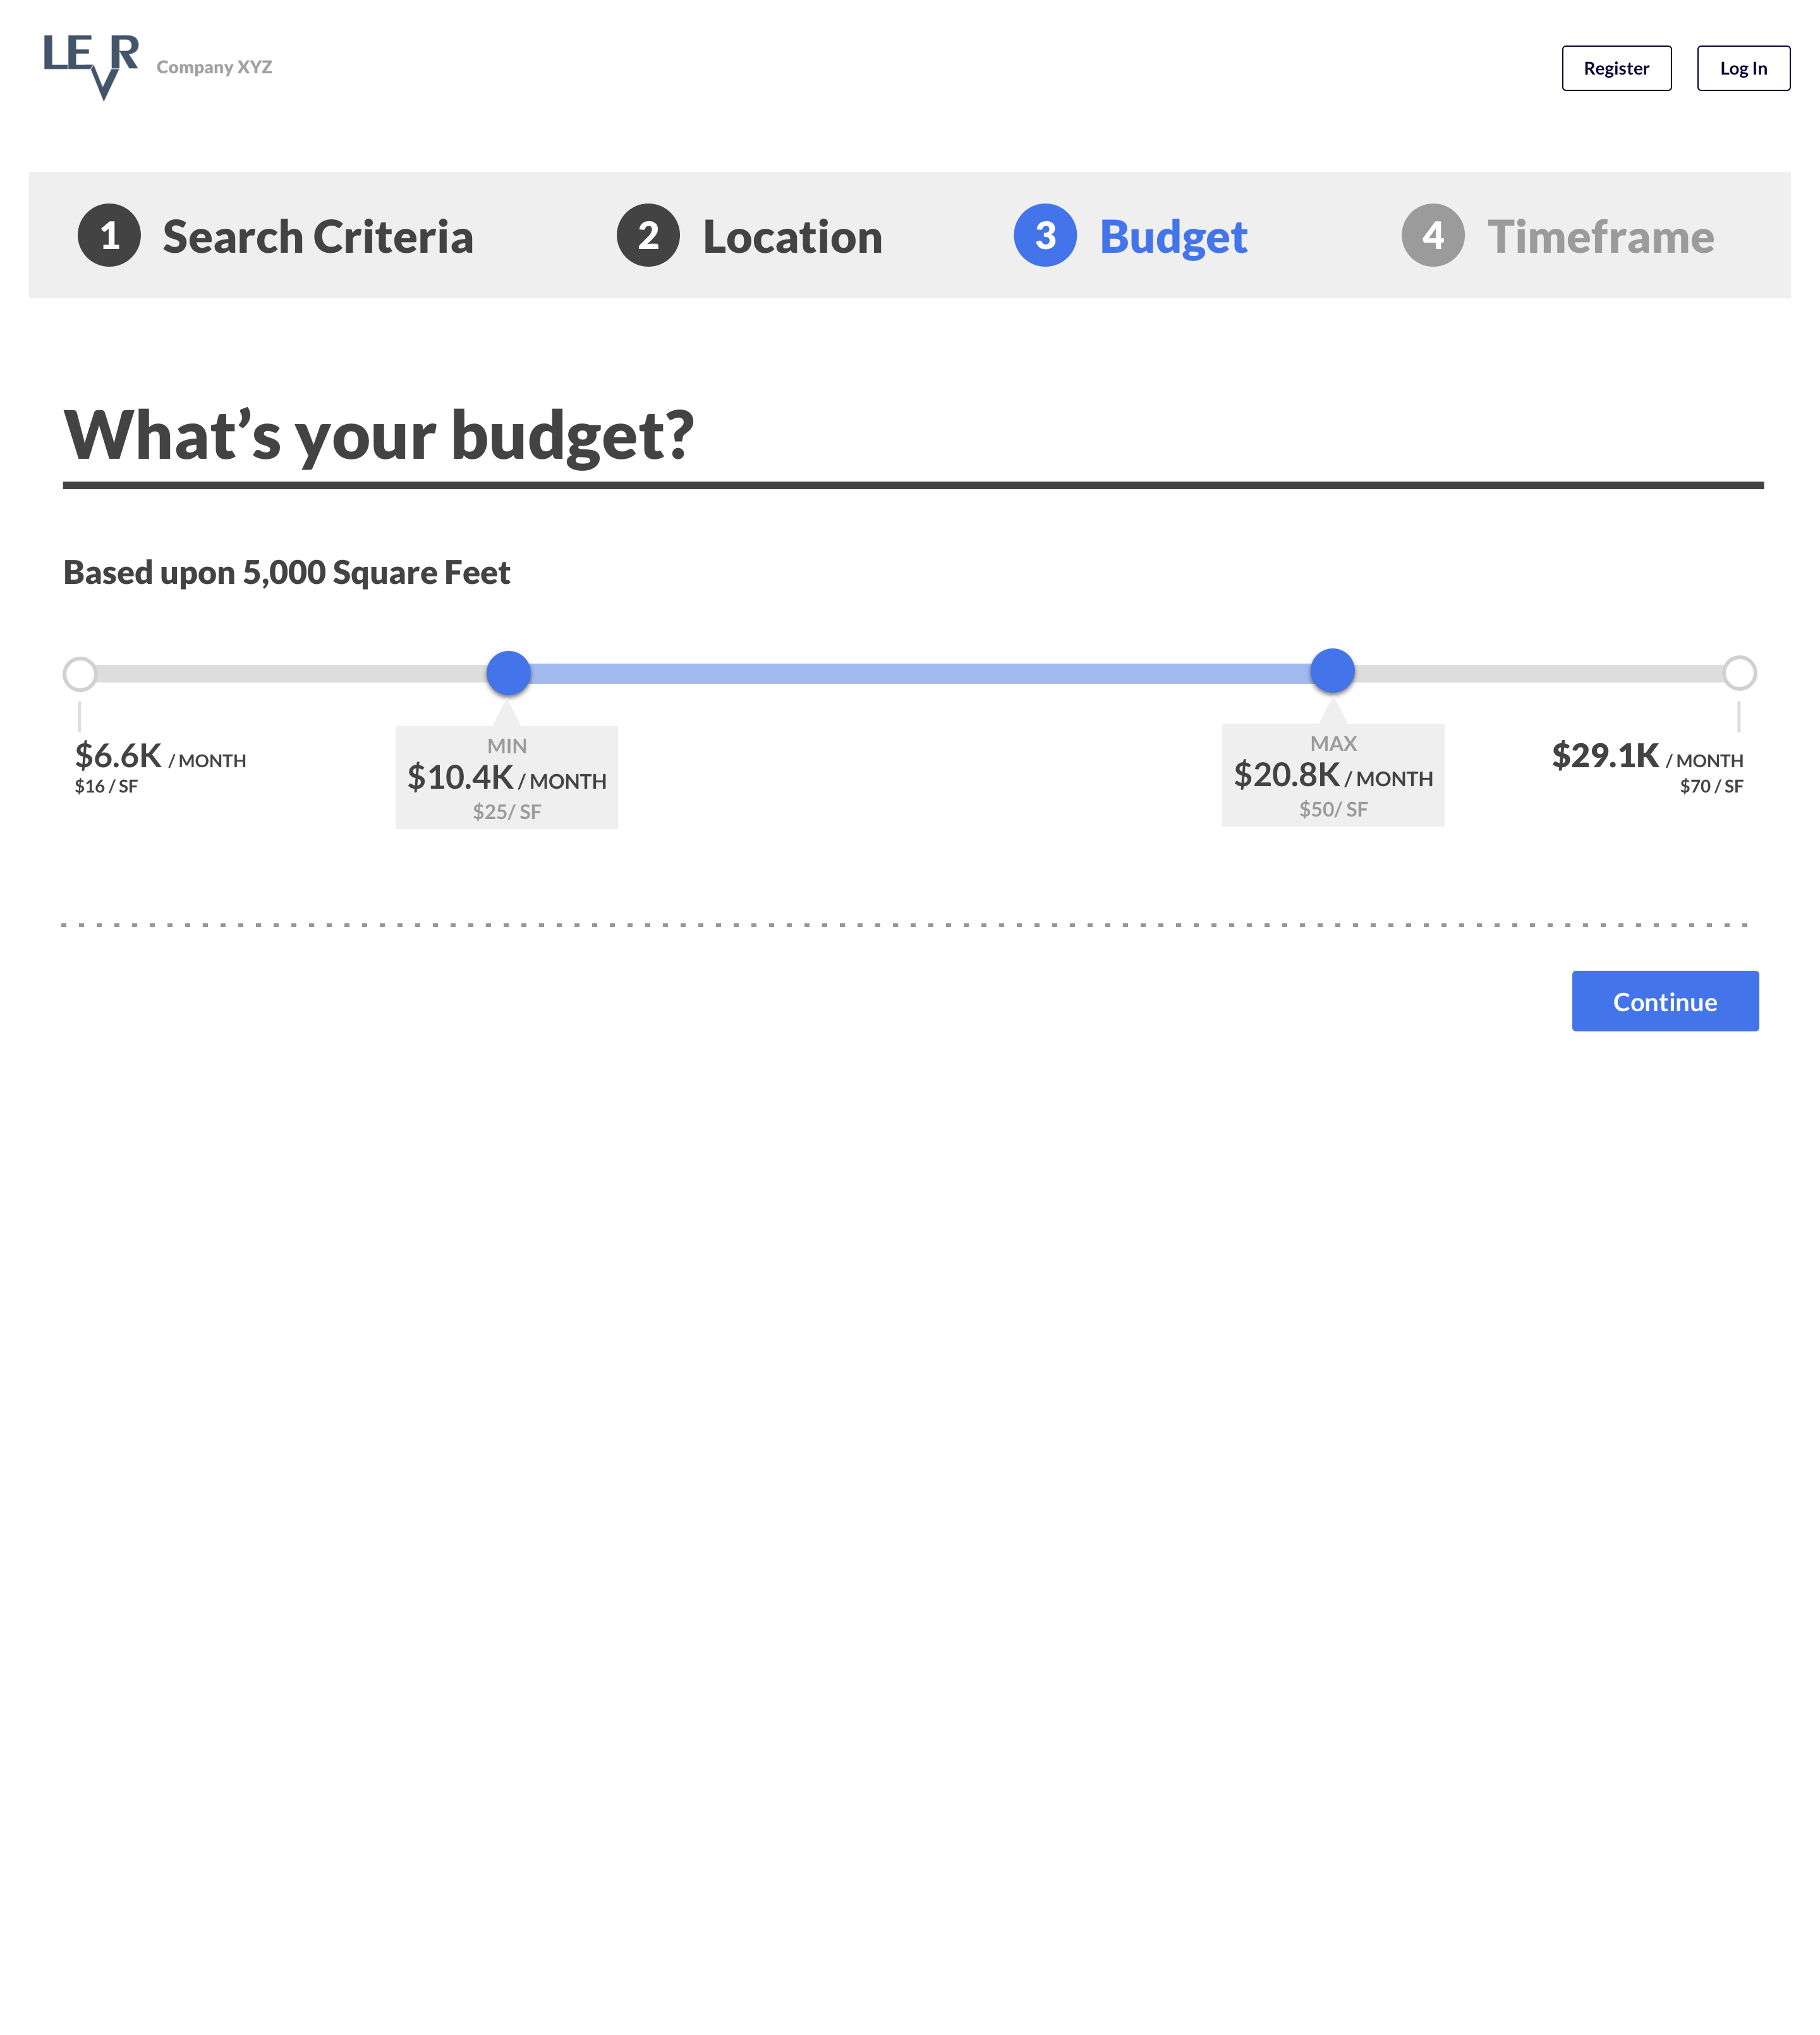 LEVR Company XYZ
Register
Log In
1 Search Criteria
2 Location
3 Budget
4 Timeframe
What’s your budget?
Based upon 5,000 Square Feet
$6.6K / MONTH
$16 / SF
MIN
$10.4K / MONTH
$25/ SF
MAX
$20.8K / MONTH
$50/ SF
$29.1K / MONTH
$70 / SF
Continue